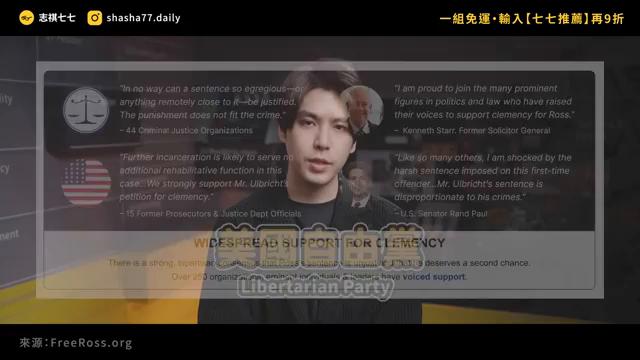 志祺七七
shasha77.daily
一組免運・輸入【七七推薦】再9折
"In no way can a sentence so egregious—or
anything remotely close to it—be justified.
The punishment does not fit the crime."
– 44 Criminal Justice Organizations
"I am proud to join the many prominent
figures in politics and law who have raised
their voices to support clemency for Ross."
– Kenneth Starr. Former Solicitor General
"Further incarceration is likely to serve no
additional rehabilitative function in this
case...We strongly support Mr. Ulbricht's
petition for clemency."
– 15 Former Prosecutors & Justice Dept Officials
"Like so many others, I am shocked by the
harsh sentence imposed on this first-time
offender...Mr. Ulbricht's sentence is
disproportionate to his crimes."
– U.S. Senator Rand Paul
WIDESPREAD SUPPORT FOR CLEMENCY
There is a strong, bipartisan
deserves a second chance.
Over 250 organizations, eminent individuals & leaders have voiced support.
美國自由黨
Libertarian Party
來源：FreeRoss.org